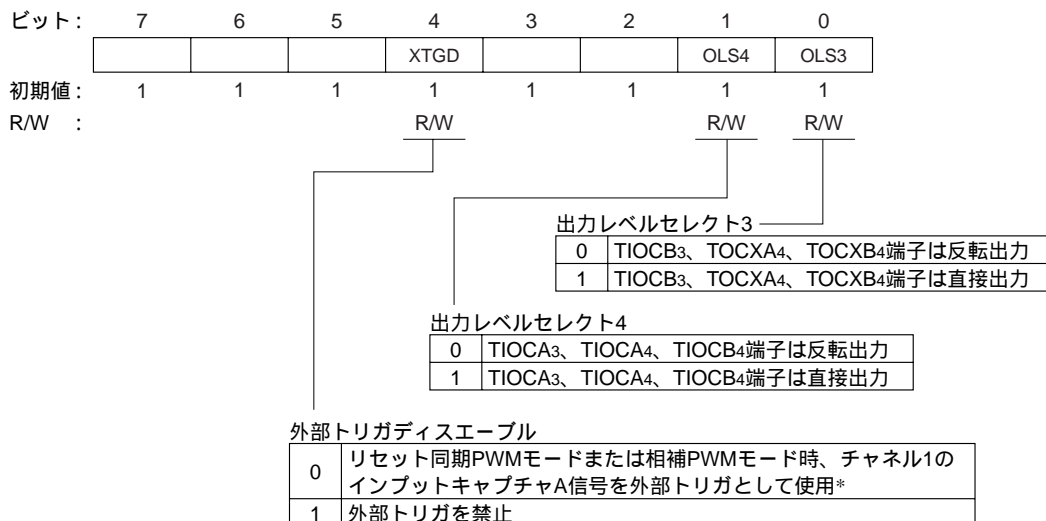 ビット: 7 6 5 4 3 2 1 0
XTGD OLS4 OLS3
初期値: 1 1 1 1 1 1 1 1
R/W : R/W R/W R/W
出力レベルセレクト3
0 TIOCB3、TOCXA4、TOCXB4端子は反転出力
1 TIOCB3、TOCXA4、TOCXB4端子は直接出力
出力レベルセレクト4
0 TIOCA3、TIOCA4、TIOCB4端子は反転出力
1 TIOCA3、TIOCA4、TIOCB4端子は直接出力
外部トリガディスエーブル
0 リセット同期PWMモードまたは相補PWMモード時、チャネル1の
インプットキャプチャA信号を外部トリガとして使用*
1 外部トリガを禁止